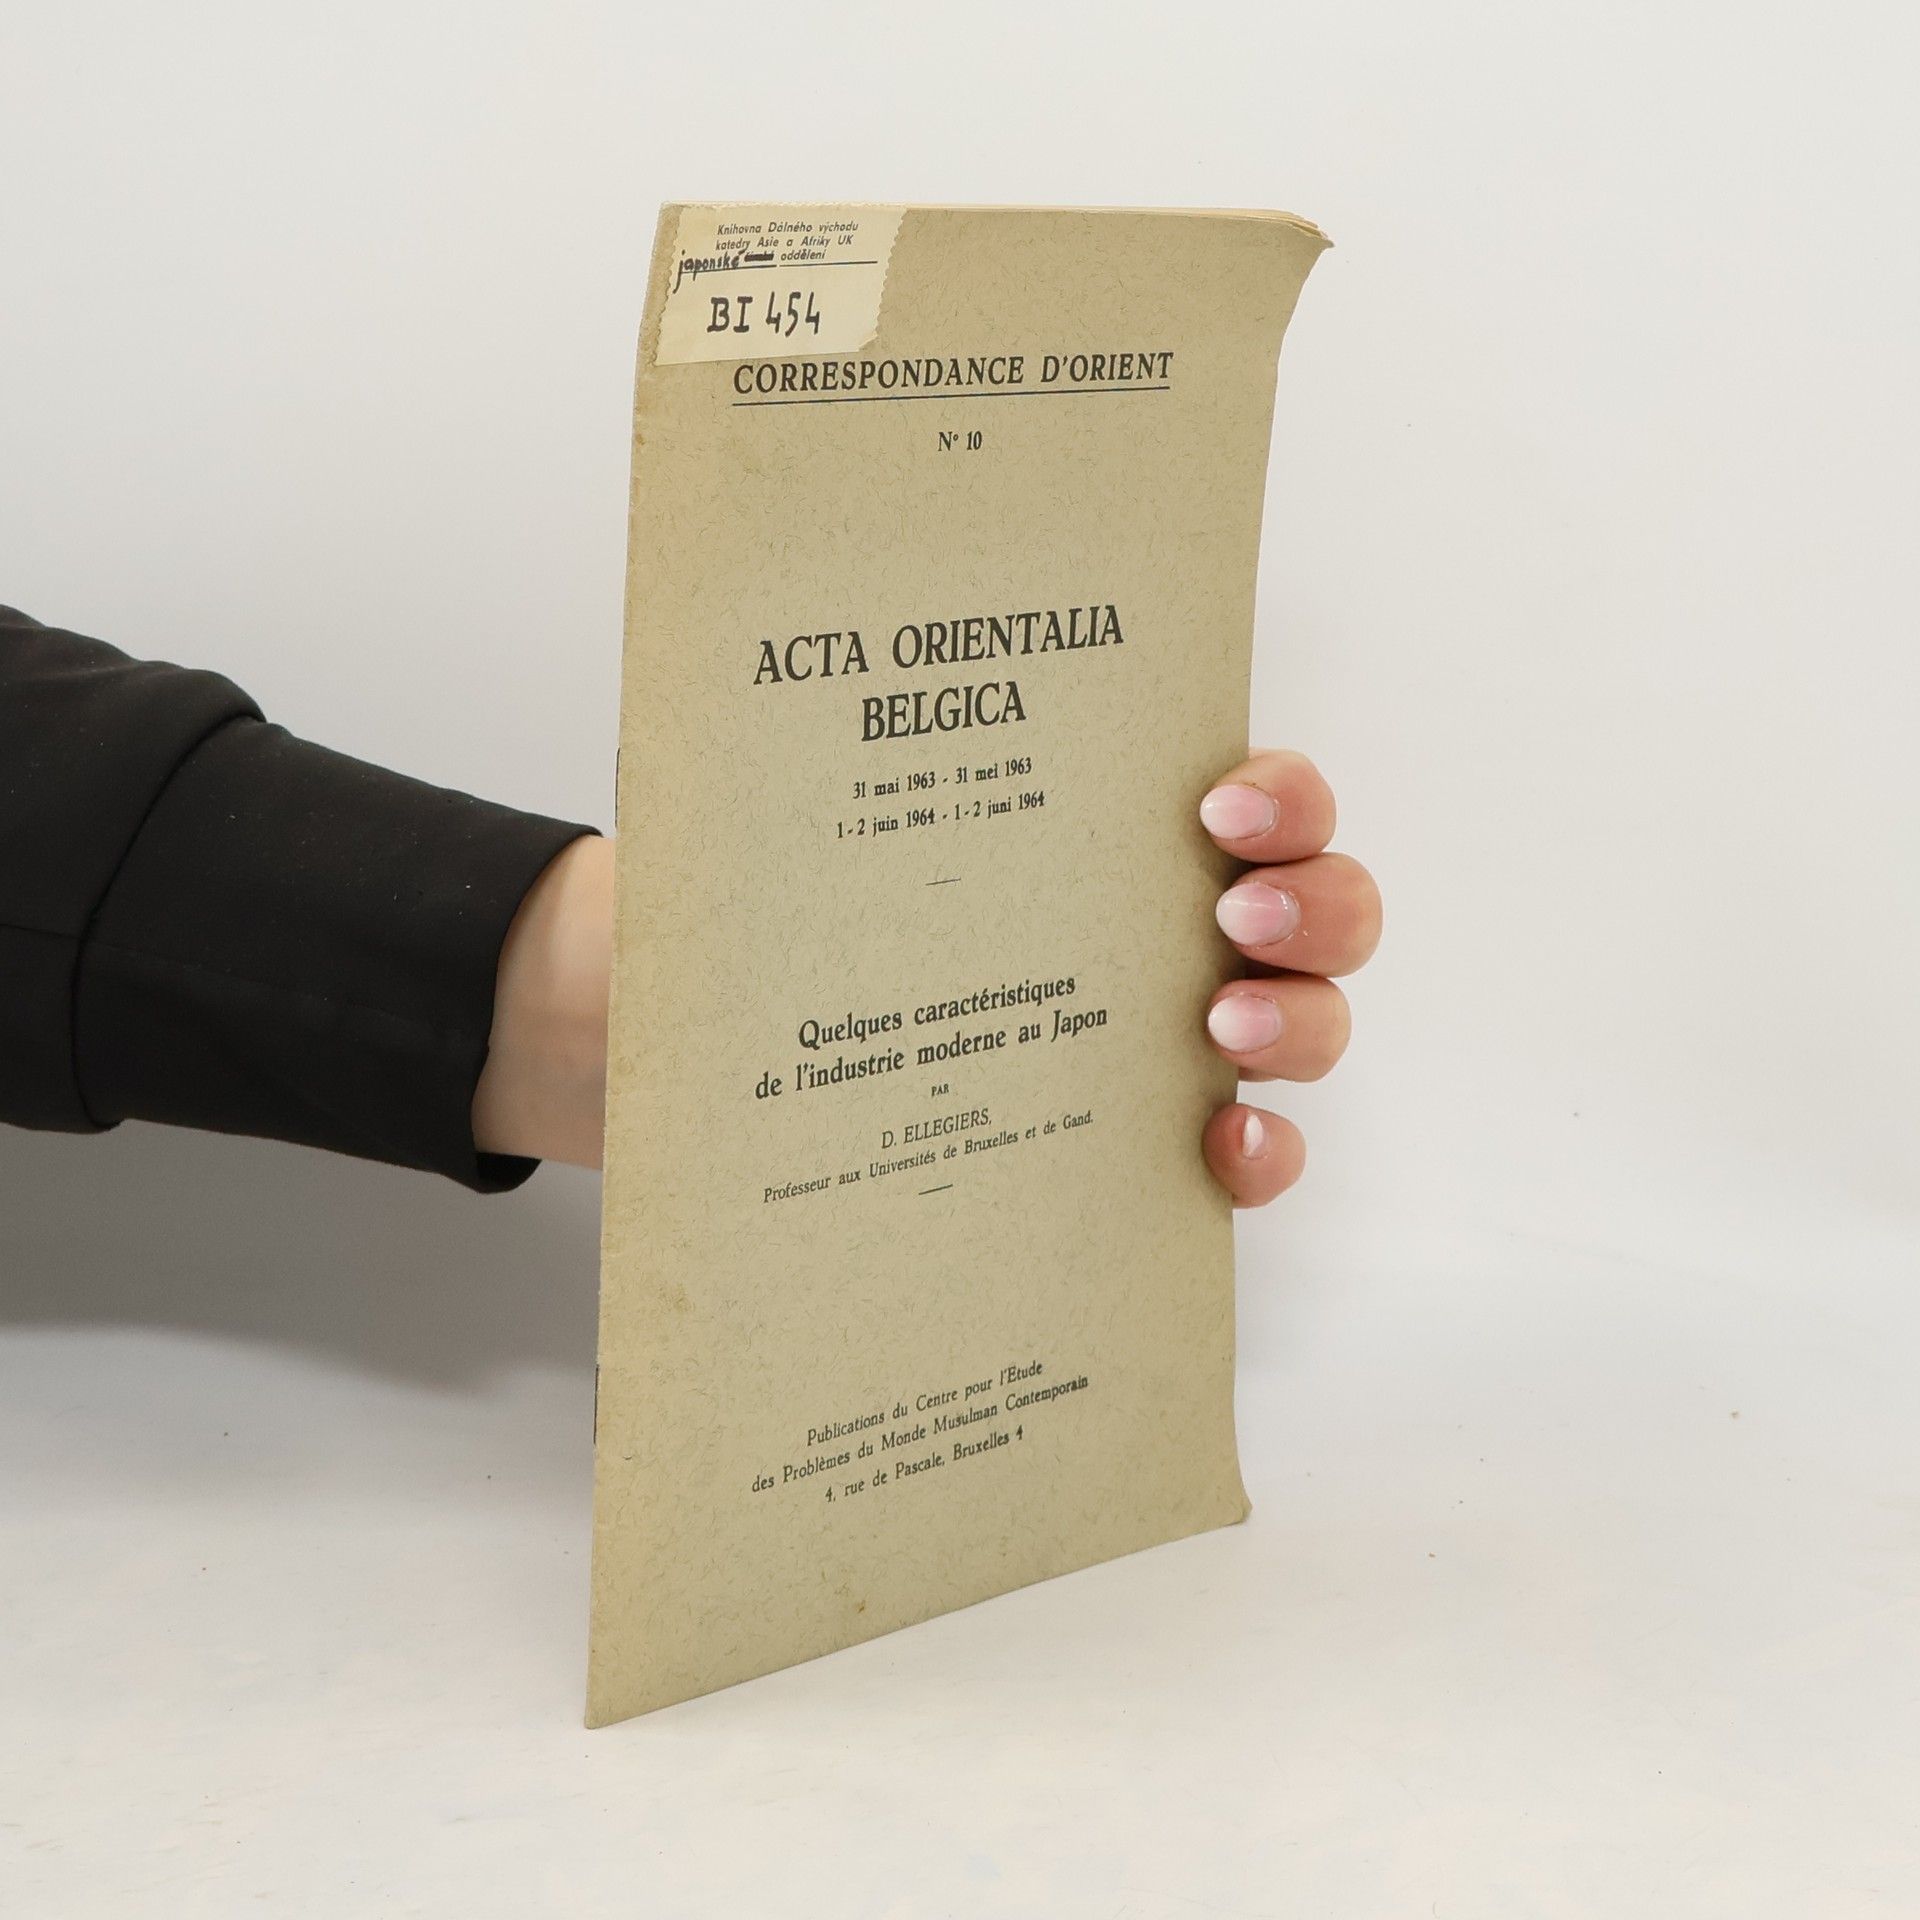 Knihovna Dálného východu
katedry Asie a Afriky UK
japonské oddělení
BI 454
CORRESPONDANCE D'ORIENT
N° 10
ACTA ORIENTALIA
BELGICA
31 mai 1963 - 31 mei 1963
1-2 juin 1964 - 1-2 juni 1964
Quelques caractéristiques
de l'industrie moderne au Japon
PAR
D. ELLEGIERS,
Professeur aux Universités de Bruxelles et de Gand.
Publications du Centre pour l'Etude
des Problèmes du Monde Musulman Contemporain
4, rue de Pascale, Bruxelles 4